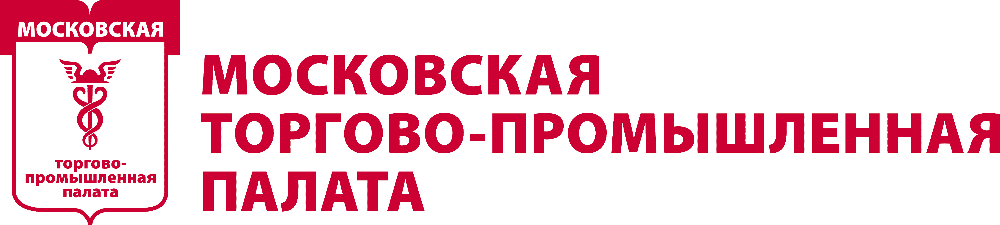 МОСКОВСКАЯ
торгово-
промышленная
палата
МОСКОВСКАЯ
ТОРГОВО-ПРОМЫШЛЕННАЯ
ПАЛАТА